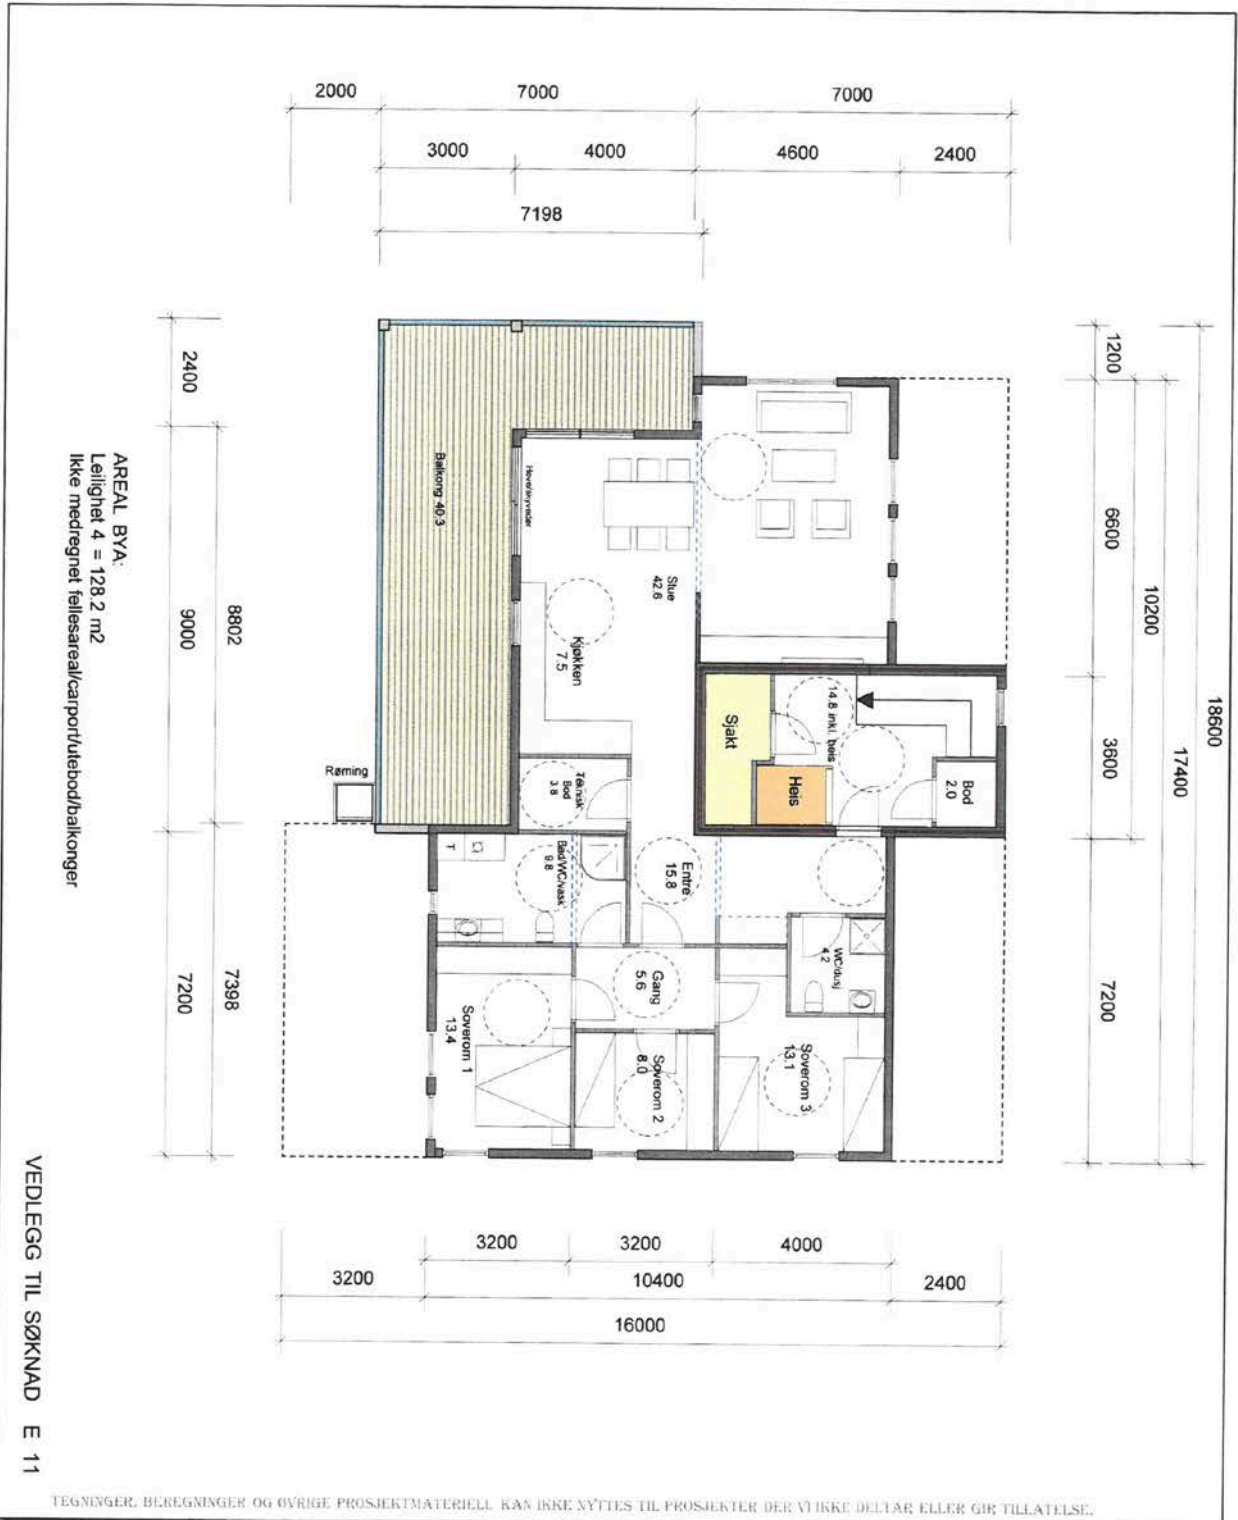 2000
7000
7000
3000
4000
4600
2400
7198
18600
17400
1200
10200
6600
3600
7200
Balkong 40.3
Stue
42.6
Kjøkken
7.5
Sjakt
Heis
14.8 inkl. heis
Bod
2.0
Teknisk
Bod
3.8
Rømning
Bad/WC/vask
9.8
T
Entre
15.8
WC/dusj
4.2
Gang
5.6
Soverom 1
13.4
Soverom 2
8.0
Soverom 3
13.1
2400
9000
7200
8802
7398
AREAL BYA:
Leilighet 4 = 128.2 m2
Ikke medregnet fellesareal/carport/utebod/balkonger
3200
3200
4000
3200
10400
2400
16000
VEDLEGG TIL SØKNAD E 11
TEGNINGER, BEREGNINGER OG ØVRIGE PROSJEKTMATERIELL KAN IKKE NYTTES TIL PROSJEKTER DER VI IKKE DELTAR ELLER GIR TILLATELSE.